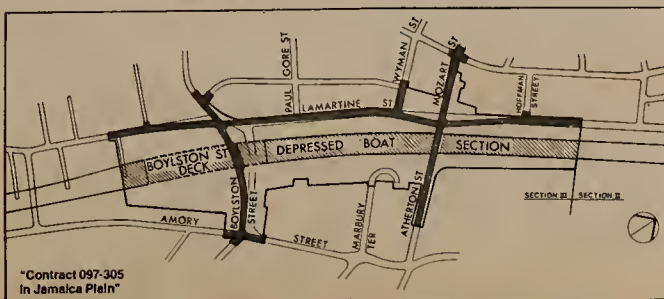 PAUL GORE ST
WYMAN ST
MOZART ST
HOFFMAN STREET
LAMARTINE ST
BOYLSTON ST DECK
DEPRESSED BOAT SECTION
BOYLSTON STREET
AMORY STREET
MARBURY TER
ATHERTON ST
SECTION III SECTION II
"Contract 097-305
in Jamaica Plain"